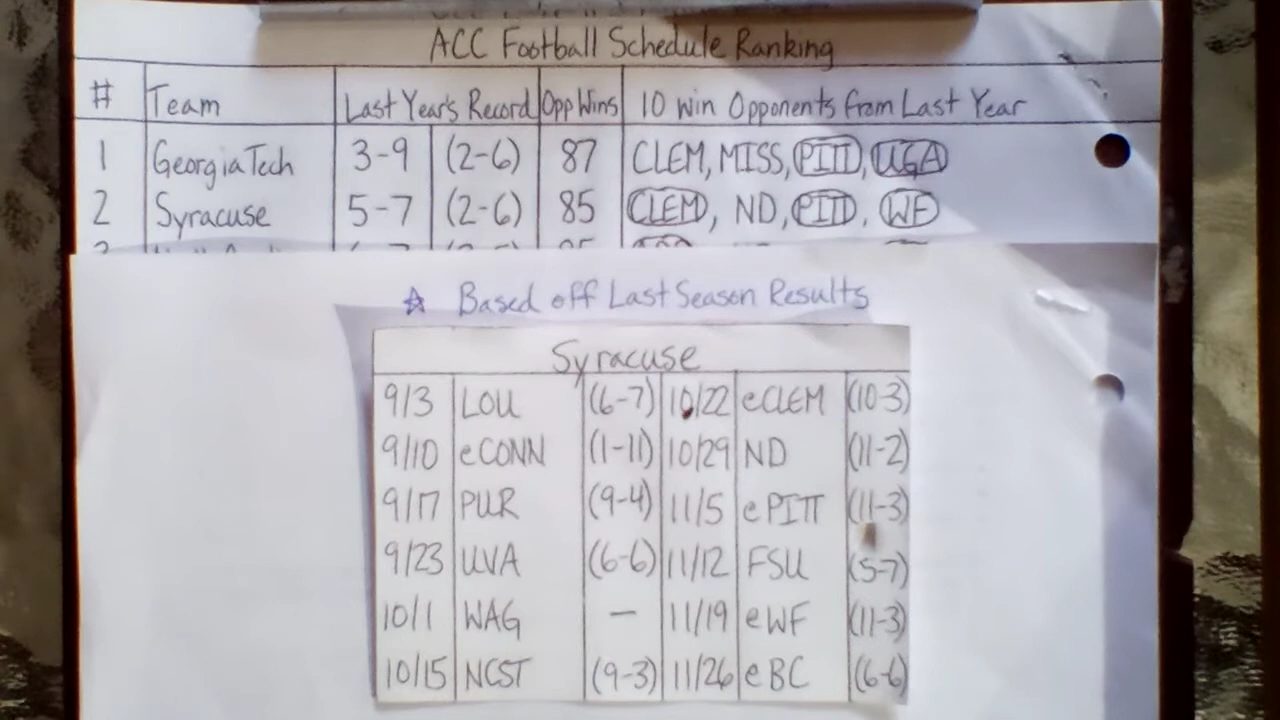 ACC Football Schedule Ranking
# Team Last Year's Record Opp Wins 10 Win Opponents from Last Year
1 Georgia Tech 3-9 (2-6) 87 CLEM, MISS, PITT, UGA
2 Syracuse 5-7 (2-6) 85 CLEM, ND, PITT, WF
☆ Based off Last Season Results
Syracuse
9/3 LOU (6-7) 10/22 @CLEM (10-3)
9/10 @CONN (1-11) 10/29 ND (11-2)
9/17 PUR (9-4) 11/5 @PITT (11-3)
9/23 UVA (6-6) 11/12 FSU (5-7)
10/1 WAG — 11/19 @WF (11-3)
10/15 NCST (9-3) 11/26 @BC (6-6)